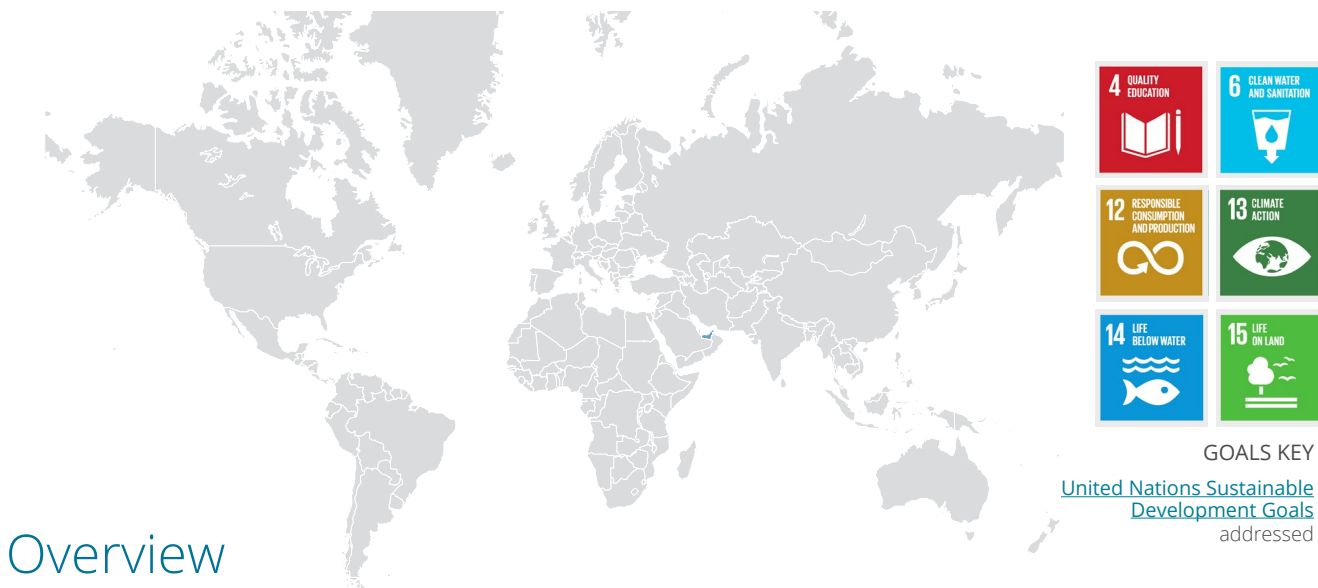 4 QUALITY
EDUCATION
6 CLEAN WATER
AND SANITATION
12 RESPONSIBLE
CONSUMPTION
AND PRODUCTION
13 CLIMATE
ACTION
14 LIFE
BELOW WATER
15 LIFE
ON LAND
GOALS KEY
United Nations Sustainable
Development Goals
addressed
Overview